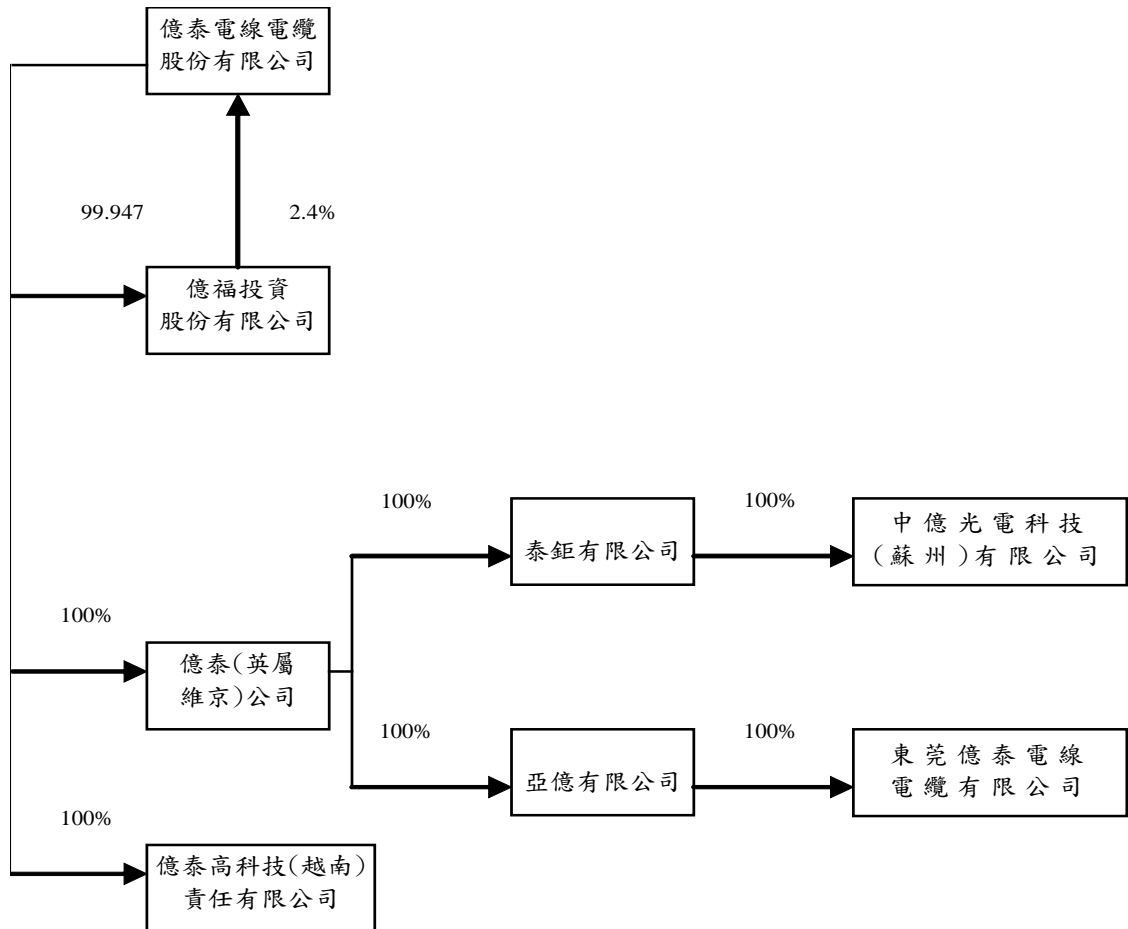 億泰電線電纜
股份有限公司
99.947
2.4%
億福投資
股份有限公司
100%
100%
泰鉅有限公司
中億光電科技
(蘇州)有限公司
100%
億泰(英屬
維京)公司
100%
100%
亞億有限公司
東莞億泰電線
電纜有限公司
100%
億泰高科技(越南)
責任有限公司